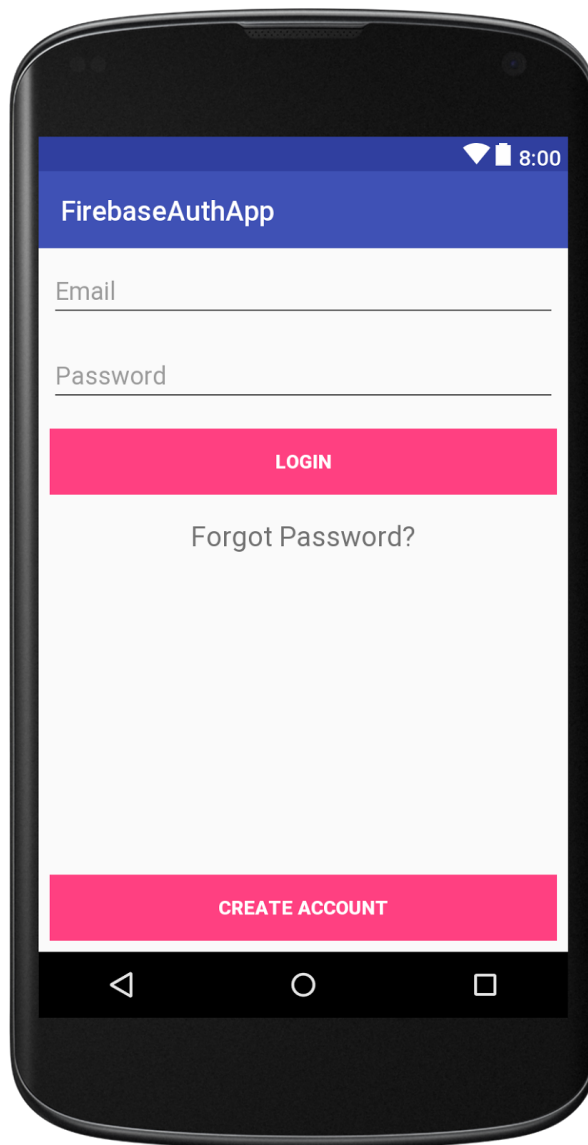 8:00
FirebaseAuthApp
Email
Password
LOGIN
Forgot Password?
CREATE ACCOUNT